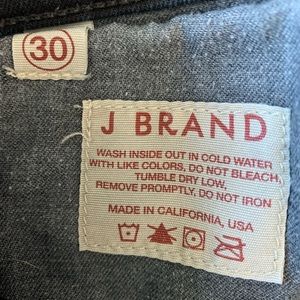 30
J BRAND
WASH INSIDE OUT IN COLD WATER
WITH LIKE COLORS, DO NOT BLEACH,
TUMBLE DRY LOW,
REMOVE PROMPTLY, DO NOT IRON
MADE IN CALIFORNIA, USA